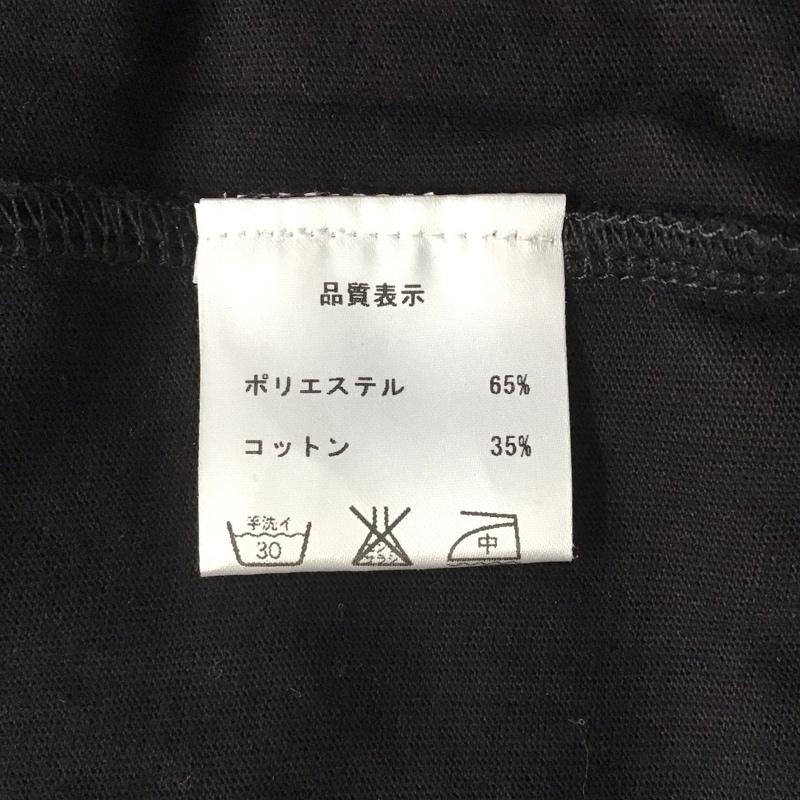 品質表示
ポリエステル 65%
コットン 35%
手洗イ
30
中